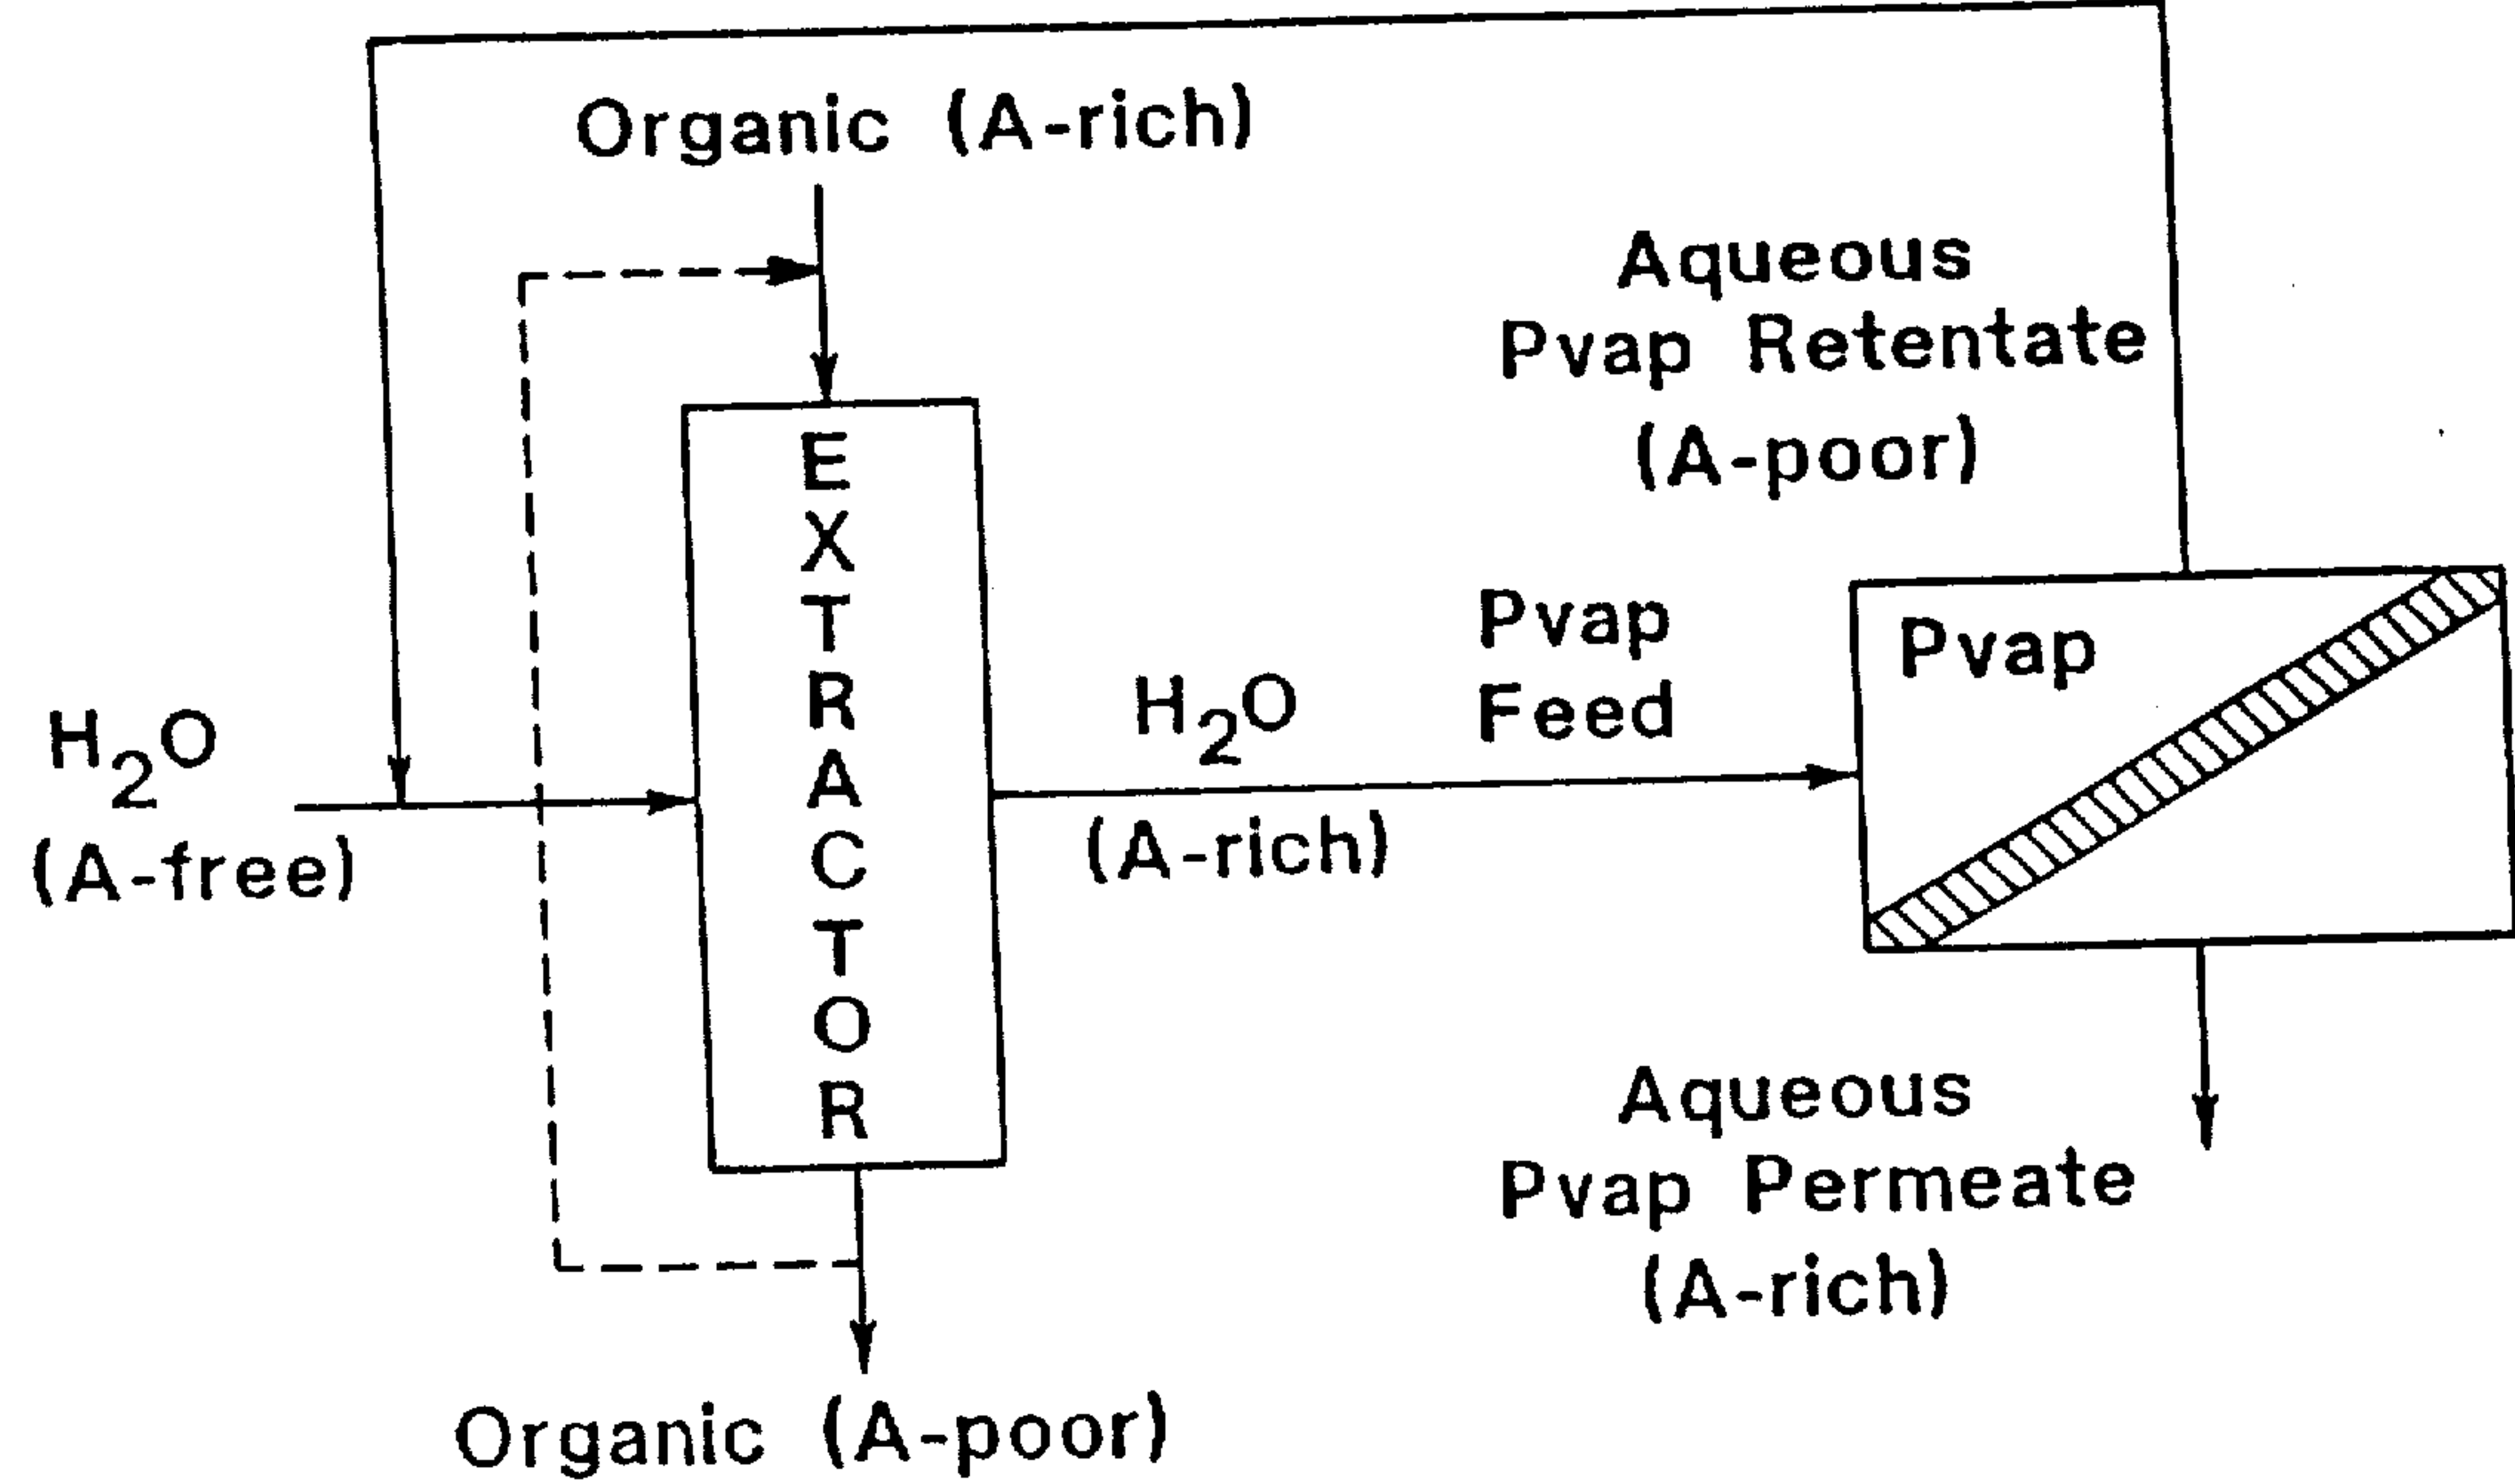 Organic (A-rich)
Aqueous
Pvap Retentate
(A-poor)
EXTRACTOR
H2O
(A-free)
H2O
(A-rich)
Pvap
Feed
Pvap
Aqueous
Pvap Permeate
(A-rich)
Organic (A-poor)